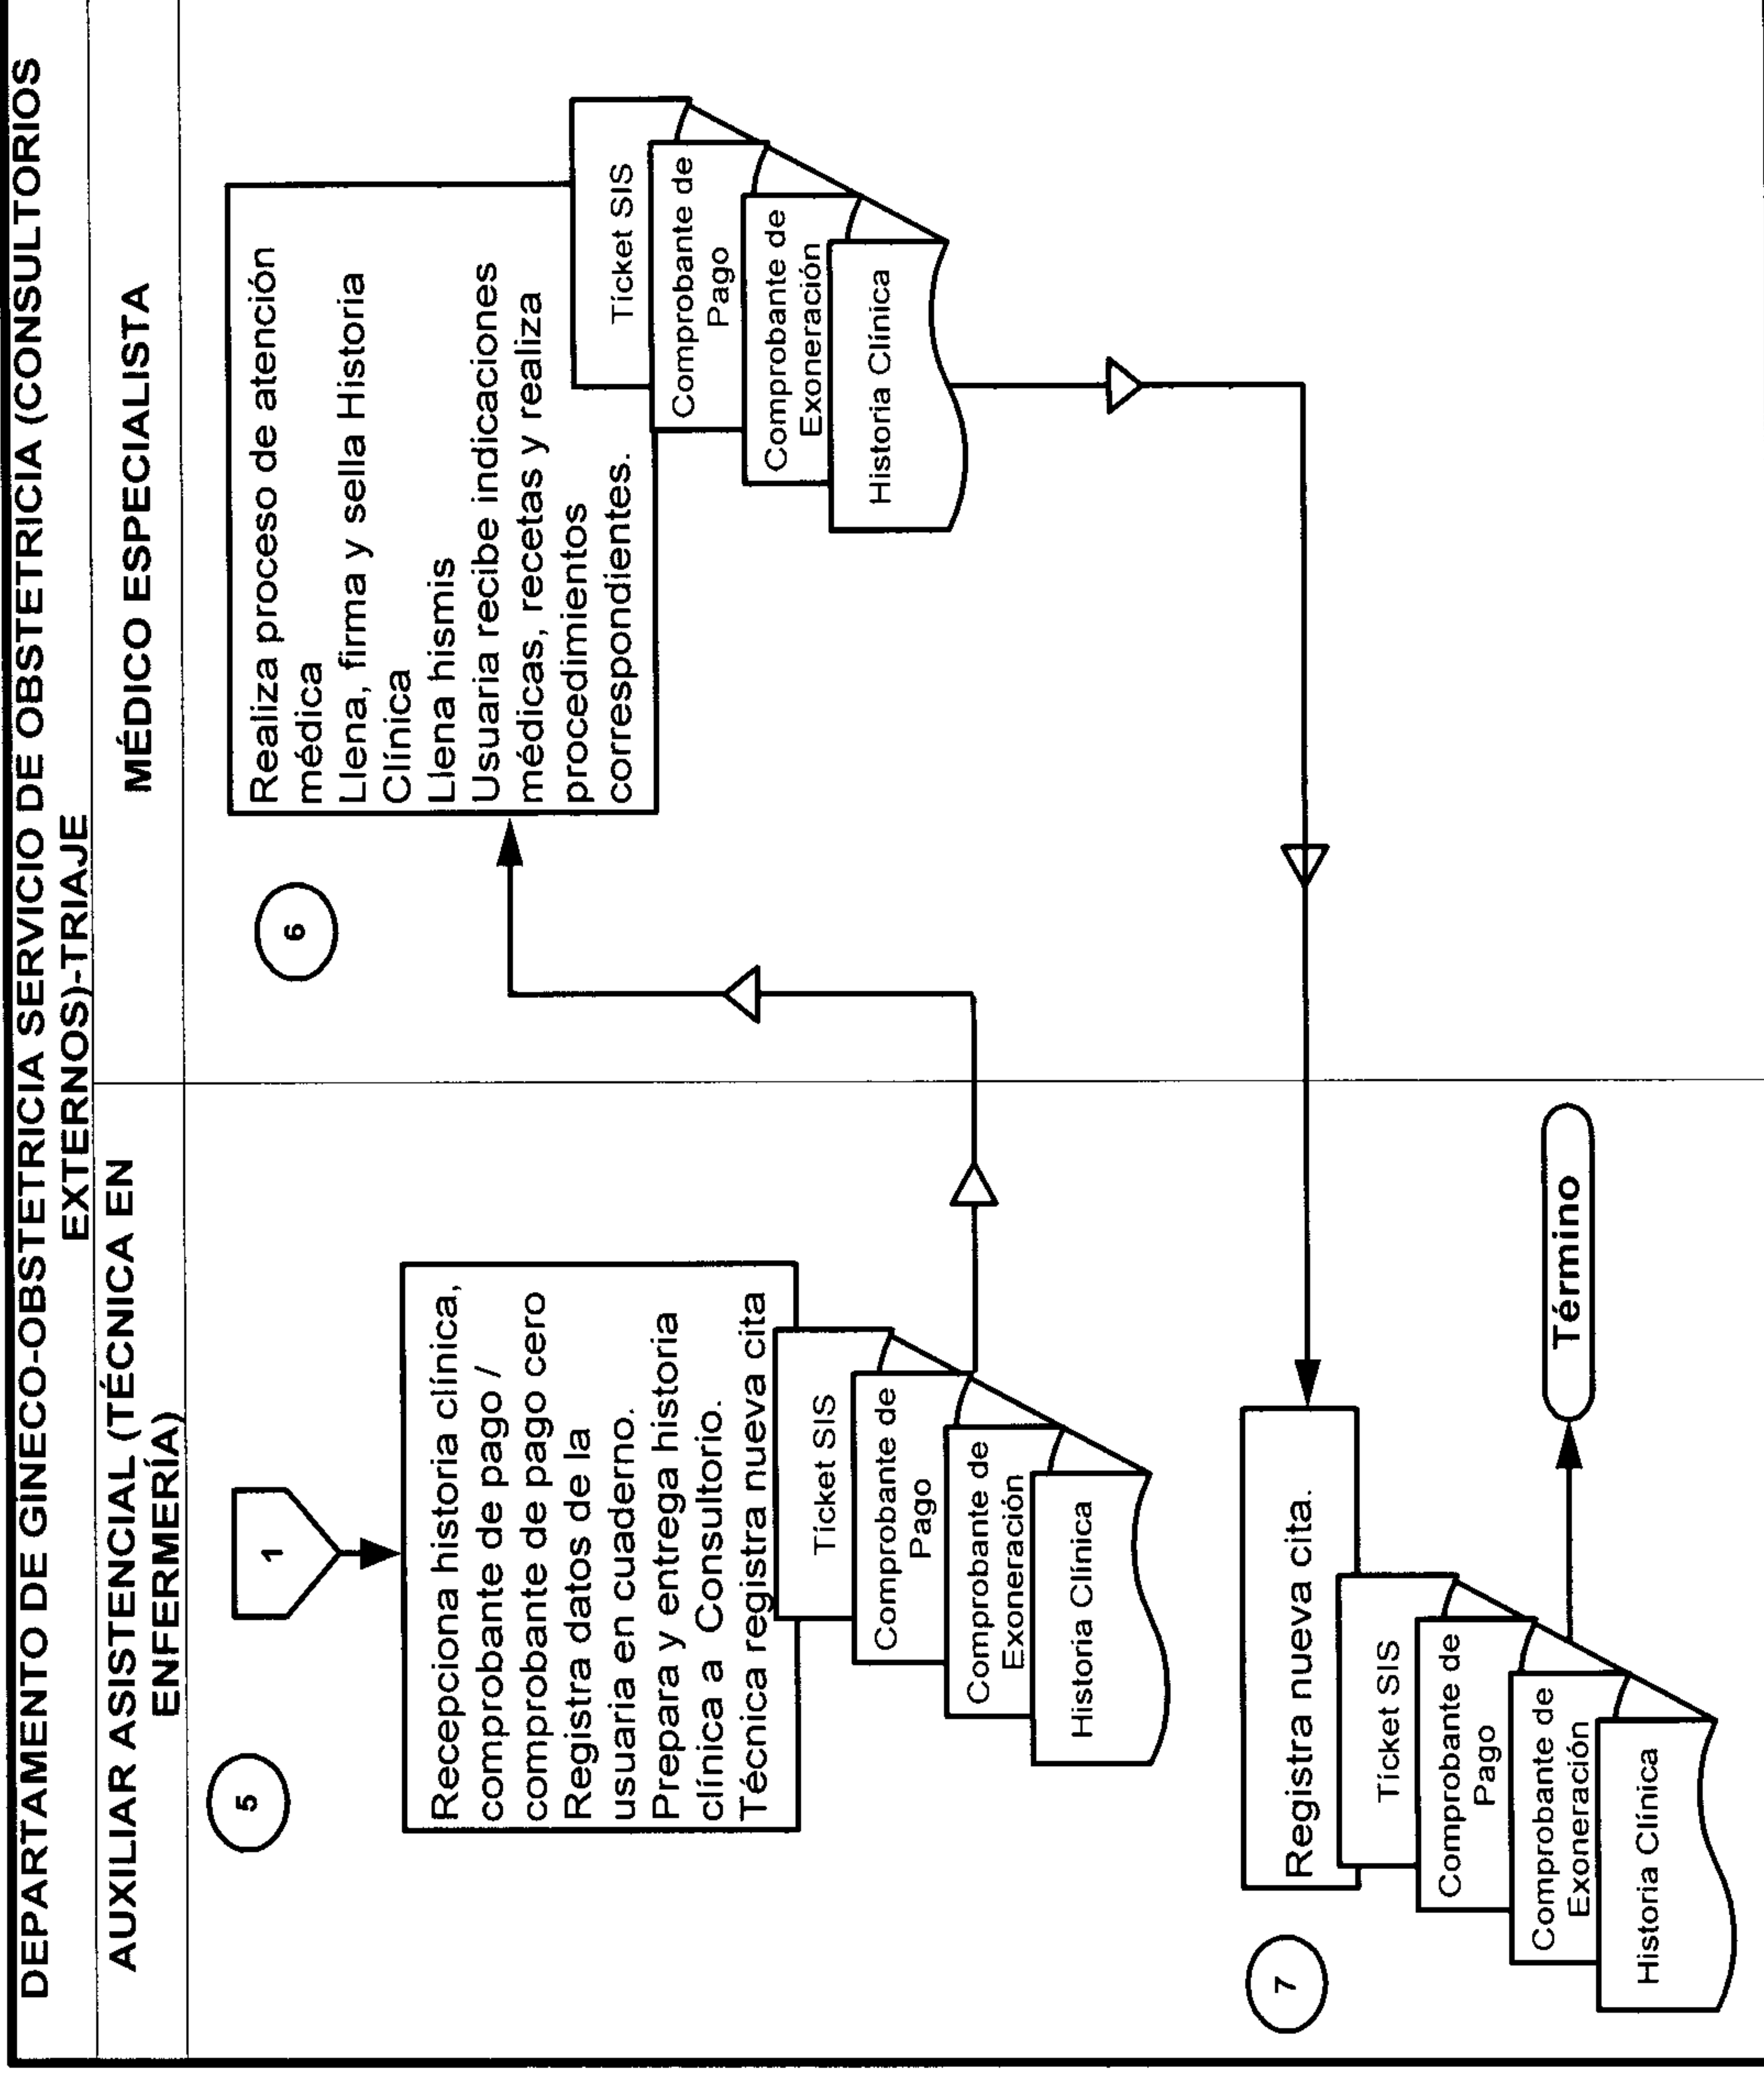 DEPARTAMENTO DE GINECO-OBSTETRICIA SERVICIO DE OBSTETRICIA (CONSULTORIOS
EXTERNOS)-TRIAJE
AUXILIAR ASISTENCIAL (TÉCNICA EN
ENFERMERÍA)
MÉDICO ESPECIALISTA
5
1
Recepciona historia clínica,
comprobante de pago /
comprobante de pago cero
Registra datos de la
usuaria en cuaderno.
Prepara y entrega historia
clínica a Consultorio.
Técnica registra nueva cita
Tícket SIS
Comprobante de
Pago
Comprobante de
Exoneración
Historia Clínica
6
Realiza proceso de atención
médica
Llena, firma y sella Historia
Clínica
Llena hismis
Usuaria recibe indicaciones
médicas, recetas y realiza
procedimientos
correspondientes.
Tícket SIS
Comprobante de
Pago
Comprobante de
Exoneración
Historia Clínica
7
Registra nueva cita.
Tícket SIS
Comprobante de
Pago
Comprobante de
Exoneración
Historia Clínica
Término